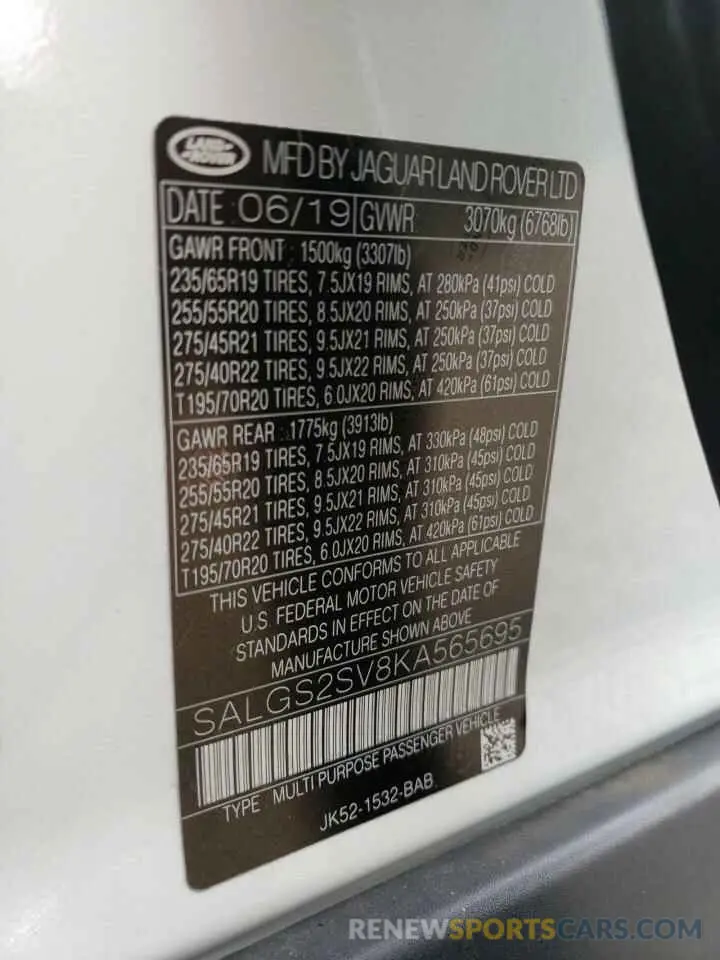 LAND ROVER
MFD BY JAGUAR LAND ROVER LTD
DATE 06/19 GVWR 3070kg (6768lb)
GAWR FRONT 1500kg (3307lb)
235/65R19 TIRES, 7.5JX19 RIMS, AT 280kPa (41psi) COLD
255/55R20 TIRES, 8.5JX20 RIMS, AT 250kPa (37psi) COLD
275/45R21 TIRES, 9.5JX21 RIMS, AT 250kPa (37psi) COLD
275/40R22 TIRES, 9.5JX22 RIMS, AT 250kPa (37psi) COLD
T195/70R20 TIRES, 6.0JX20 RIMS, AT 420kPa (61psi) COLD
GAWR REAR 1775kg (3913lb)
235/65R19 TIRES, 7.5JX19 RIMS, AT 330kPa (48psi) COLD
255/55R20 TIRES, 8.5JX20 RIMS, AT 310kPa (45psi) COLD
275/45R21 TIRES, 9.5JX21 RIMS, AT 310kPa (45psi) COLD
275/40R22 TIRES, 9.5JX22 RIMS, AT 310kPa (45psi) COLD
T195/70R20 TIRES, 6.0JX20 RIMS, AT 420kPa (61psi) COLD
THIS VEHICLE CONFORMS TO ALL APPLICABLE
U.S. FEDERAL MOTOR VEHICLE SAFETY
STANDARDS IN EFFECT ON THE DATE OF
MANUFACTURE SHOWN ABOVE
SALGS2SV8KA565695
TYPE MULTI PURPOSE PASSENGER VEHICLE
JK52-1532-BAB
RENEWSPORTSCARS.COM